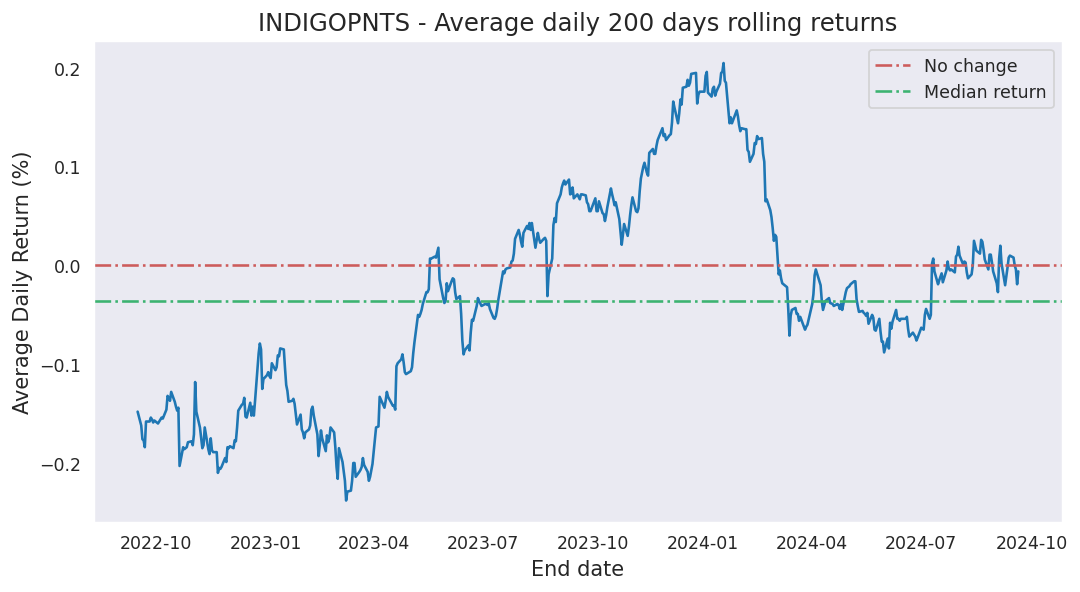 INDIGOPNTS - Average daily 200 days rolling returns
No change
Median return
Average Daily Return (%)
0.2
0.1
0.0
−0.1
−0.2
2022-10 2023-01 2023-04 2023-07 2023-10 2024-01 2024-04 2024-07 2024-10
End date